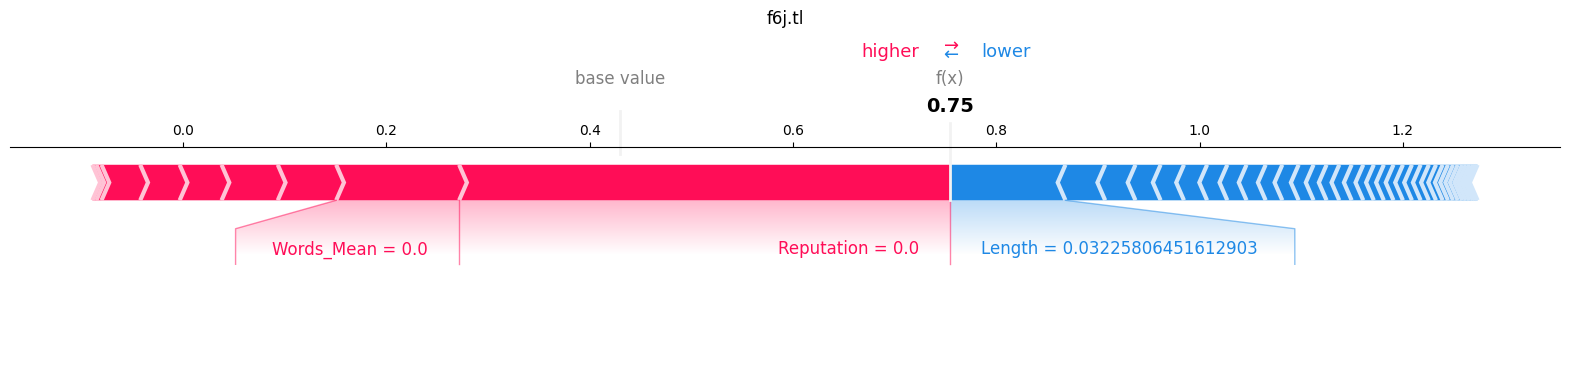 f6j.tl
higher ⇄ lower
base value f(x)
0.75
0.0 0.2 0.4 0.6 0.8 1.0 1.2
Words_Mean = 0.0 Reputation = 0.0 Length = 0.03225806451612903